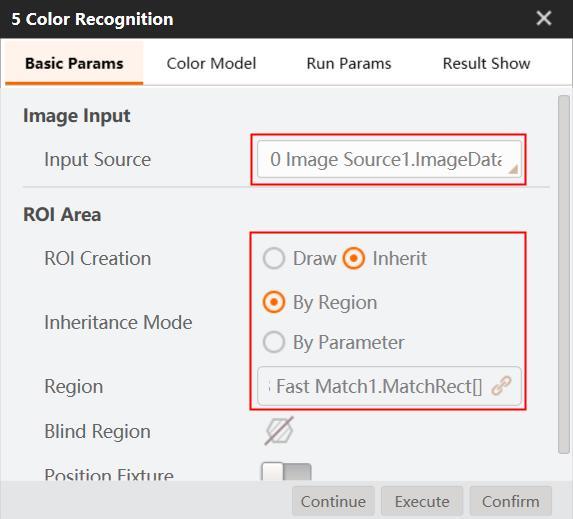 5 Color Recognition
Basic Params Color Model Run Params Result Show
Image Input
Input Source 0 Image Source1.ImageData
ROI Area
ROI Creation Draw Inherit
Inheritance Mode By Region
By Parameter
Region Fast Match1.MatchRect[]
Blind Region
Position Fixture
Continue Execute Confirm